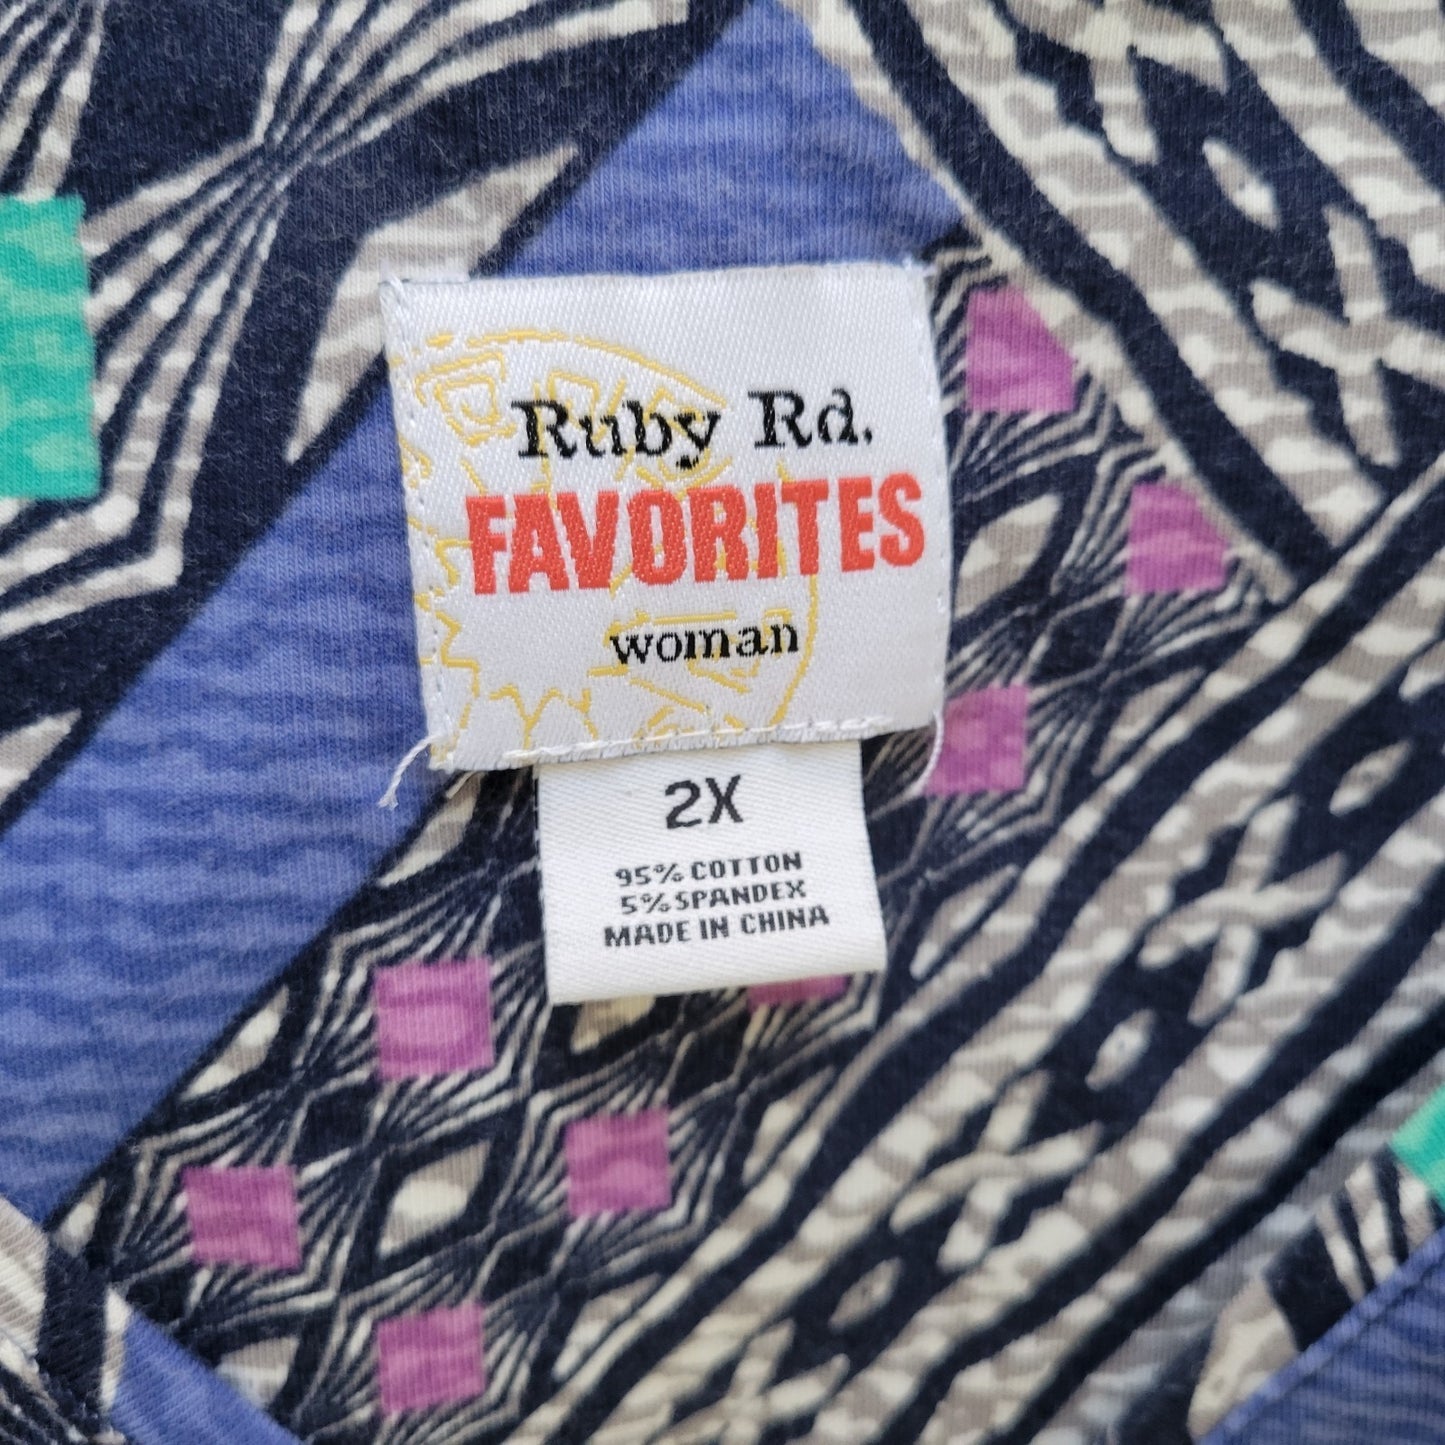 Ruby Rd.
FAVORITES
woman
2X
95% COTTON
5% SPANDEX
MADE IN CHINA